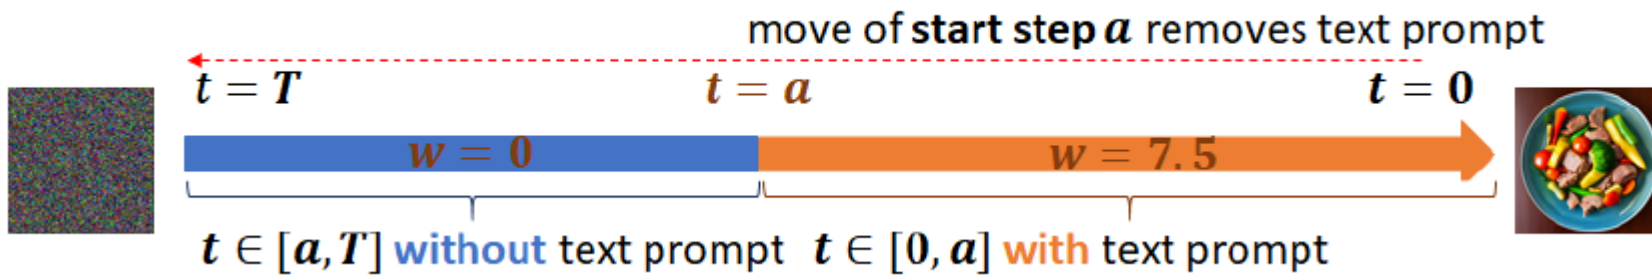 move of start step a removes text prompt
t = T t = a t = 0
w = 0 w = 7.5
t ∈ [a, T] without text prompt t ∈ [0, a] with text prompt